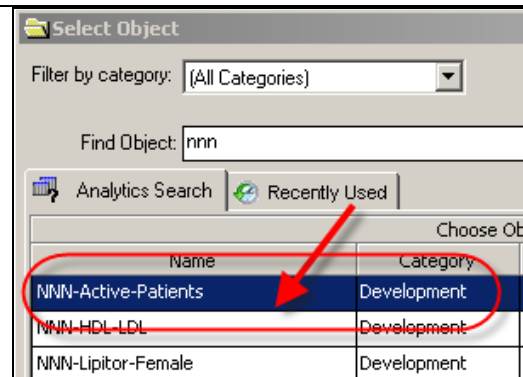 Select Object
Filter by category: (All Categories)
Find Object: nnn
Analytics Search Recently Used
Choose Ob
Name Category
NNN-Active-Patients Development
NNN-HDL-LDL Development
NNN-Lipitor-Female Development